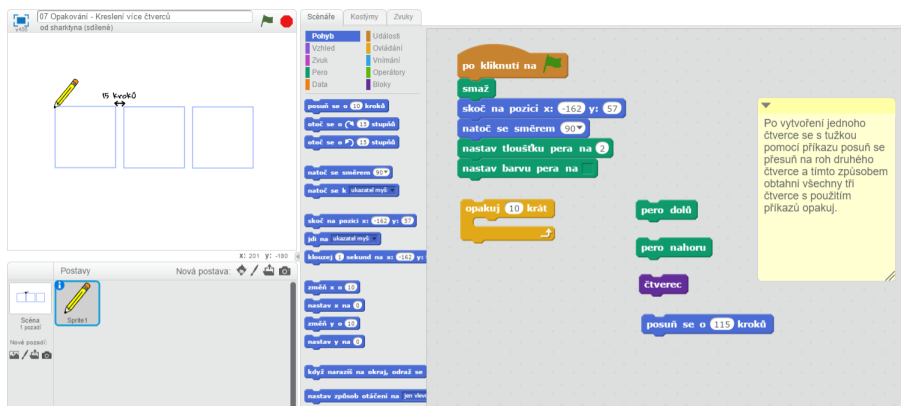 07 Opakování - Kreslení více čtverců
od sharktyna (sdílené)
v456
15 kroků
X: 201 y: -180
Postavy
Nová postava:
Scéna
1 pozadí
Nové pozadí:
Sprite1
Scénáře Kostýmy Zvuky
Pohyb Události
Vzhled Ovládání
Zvuk Vnímání
Pero Operátory
Data Bloky
posuň se o 10 kroků
otoč se o 15 stupňů
otoč se o 15 stupňů
natoč se směrem 90
natoč se k ukazatel myš
skoč na pozici x: -162 y: 57
jdi na ukazatel myš
klouzej 1 sekund na x: -162 y:
změň x o 10
nastav x na 0
změň y o 10
nastav y na 0
když narazíš na okraj, odraž se
nastav způsob otáčení na jen vlevo
po kliknutí na
smaž
skoč na pozici x: -162 y: 57
natoč se směrem 90
nastav tloušťku pera na 2
nastav barvu pera na
opakuj 10 krát
pero dolů
pero nahoru
čtverec
posuň se o 115 kroků
Po vytvoření jednoho
čtverce se s tužkou
pomocí příkazu posuň se
přesuň na roh druhého
čtverce a tímto způsobem
obtahni všechny tři
čtverce s použitím
příkazů opakuj.